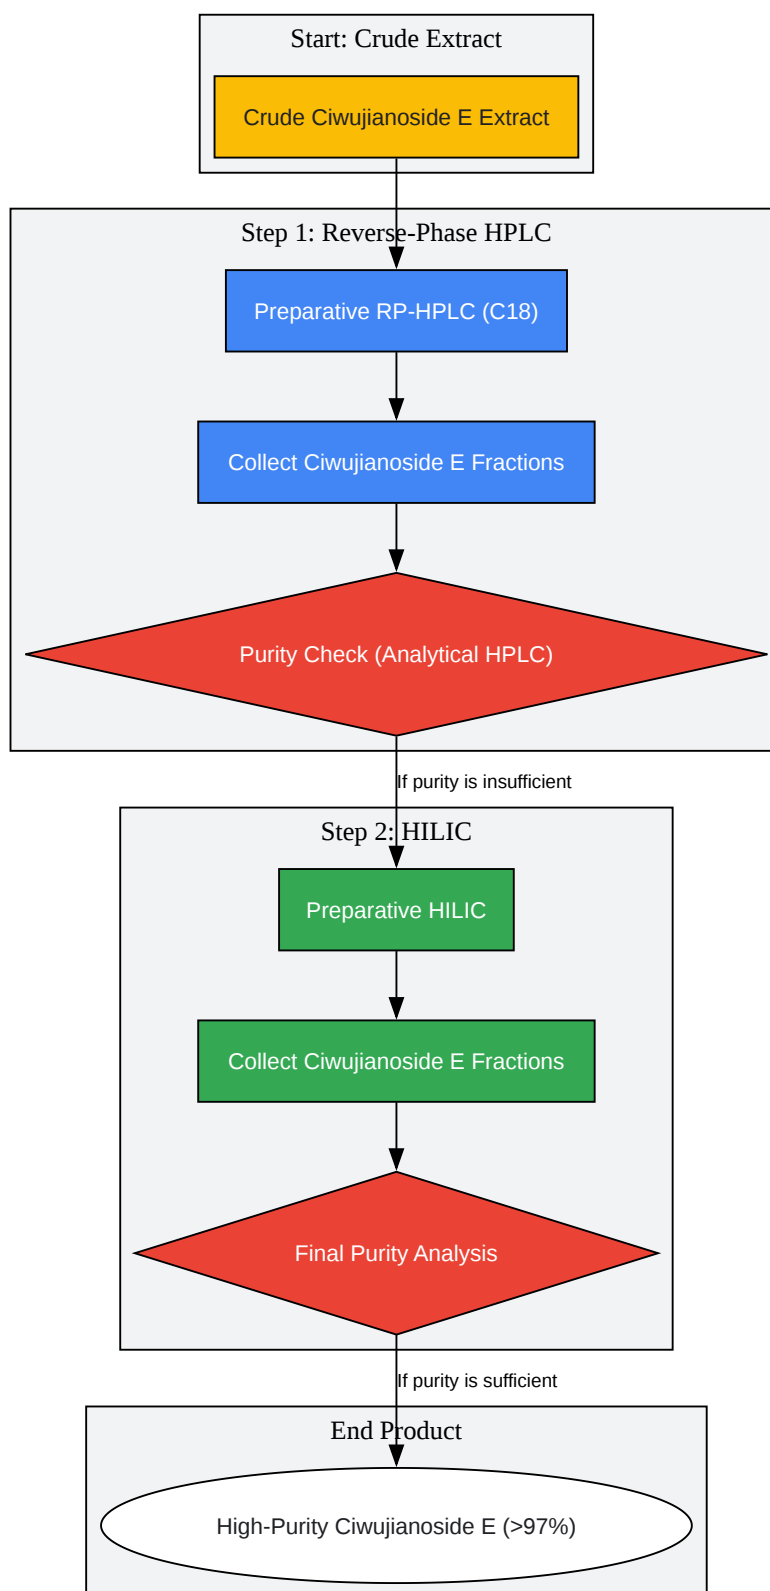 Start: Crude Extract
Crude Ciwujianoside E Extract
Step 1: Reverse-Phase HPLC
Preparative RP-HPLC (C18)
Collect Ciwujianoside E Fractions
Purity Check (Analytical HPLC)
If purity is insufficient
Step 2: HILIC
Preparative HILIC
Collect Ciwujianoside E Fractions
Final Purity Analysis
If purity is sufficient
End Product
High-Purity Ciwujianoside E (>97%)